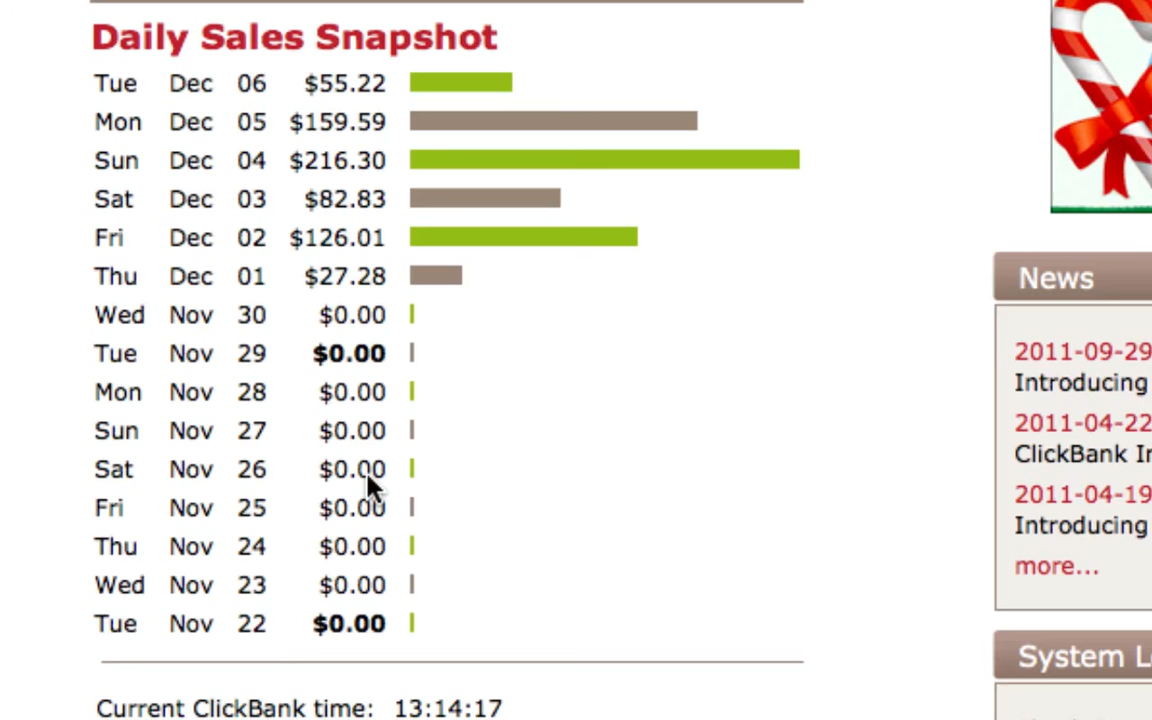 Daily Sales Snapshot
Tue Dec 06 $55.22
Mon Dec 05 $159.59
Sun Dec 04 $216.30
Sat Dec 03 $82.83
Fri Dec 02 $126.01
Thu Dec 01 $27.28
Wed Nov 30 $0.00
Tue Nov 29 $0.00
Mon Nov 28 $0.00
Sun Nov 27 $0.00
Sat Nov 26 $0.00
Fri Nov 25 $0.00
Thu Nov 24 $0.00
Wed Nov 23 $0.00
Tue Nov 22 $0.00
Current ClickBank time: 13:14:17
News
2011-09-29
Introducing
2011-04-22
ClickBank
2011-04-19
Introducing
more...
System